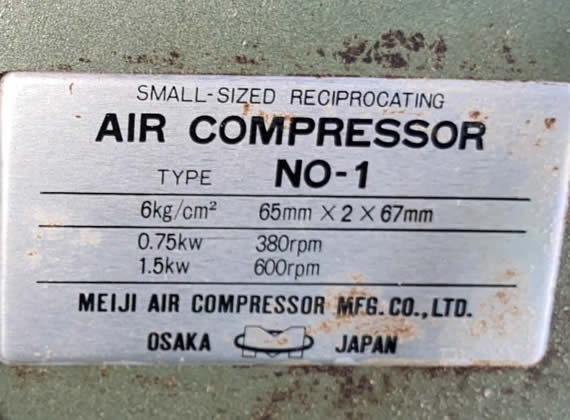 SMALL-SIZED RECIPROCATING
AIR COMPRESSOR
TYPE NO-1
6kg/cm² 65mm × 2 × 67mm
0.75kw 380rpm
1.5kw 600rpm
MEIJI AIR COMPRESSOR MFG. CO., LTD.
OSAKA JAPAN